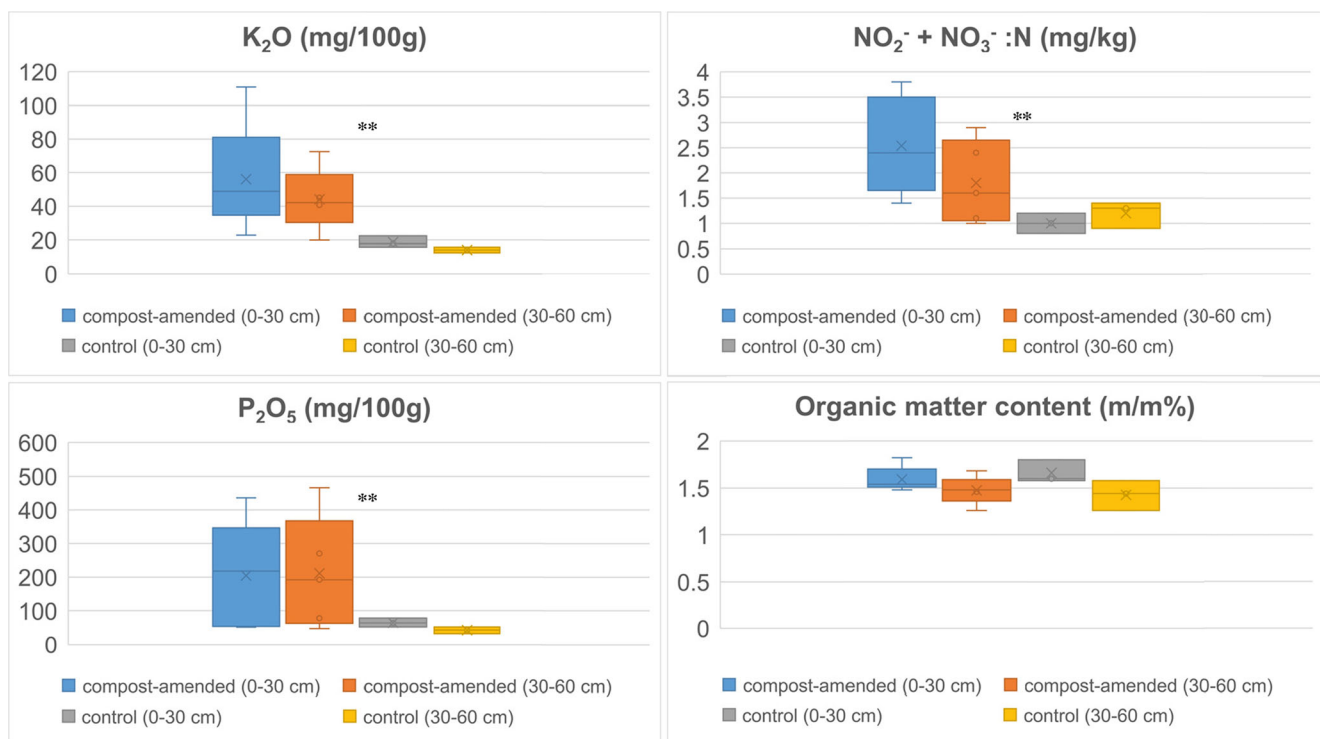 K₂O (mg/100g)
120
100
80
60
40
20
0
**
compost-amended (0-30 cm)
compost-amended (30-60 cm)
control (0-30 cm)
control (30-60 cm)
NO₂⁻ + NO₃⁻ :N (mg/kg)
4
3.5
3
2.5
2
1.5
1
0.5
0
**
compost-amended (0-30 cm)
compost-amended (30-60 cm)
control (0-30 cm)
control (30-60 cm)
P₂O₅ (mg/100g)
600
500
400
300
200
100
0
**
compost-amended (0-30 cm)
compost-amended (30-60 cm)
control (0-30 cm)
control (30-60 cm)
Organic matter content (m/m%)
2
1.5
1
0.5
0
compost-amended (0-30 cm)
compost-amended (30-60 cm)
control (0-30 cm)
control (30-60 cm)